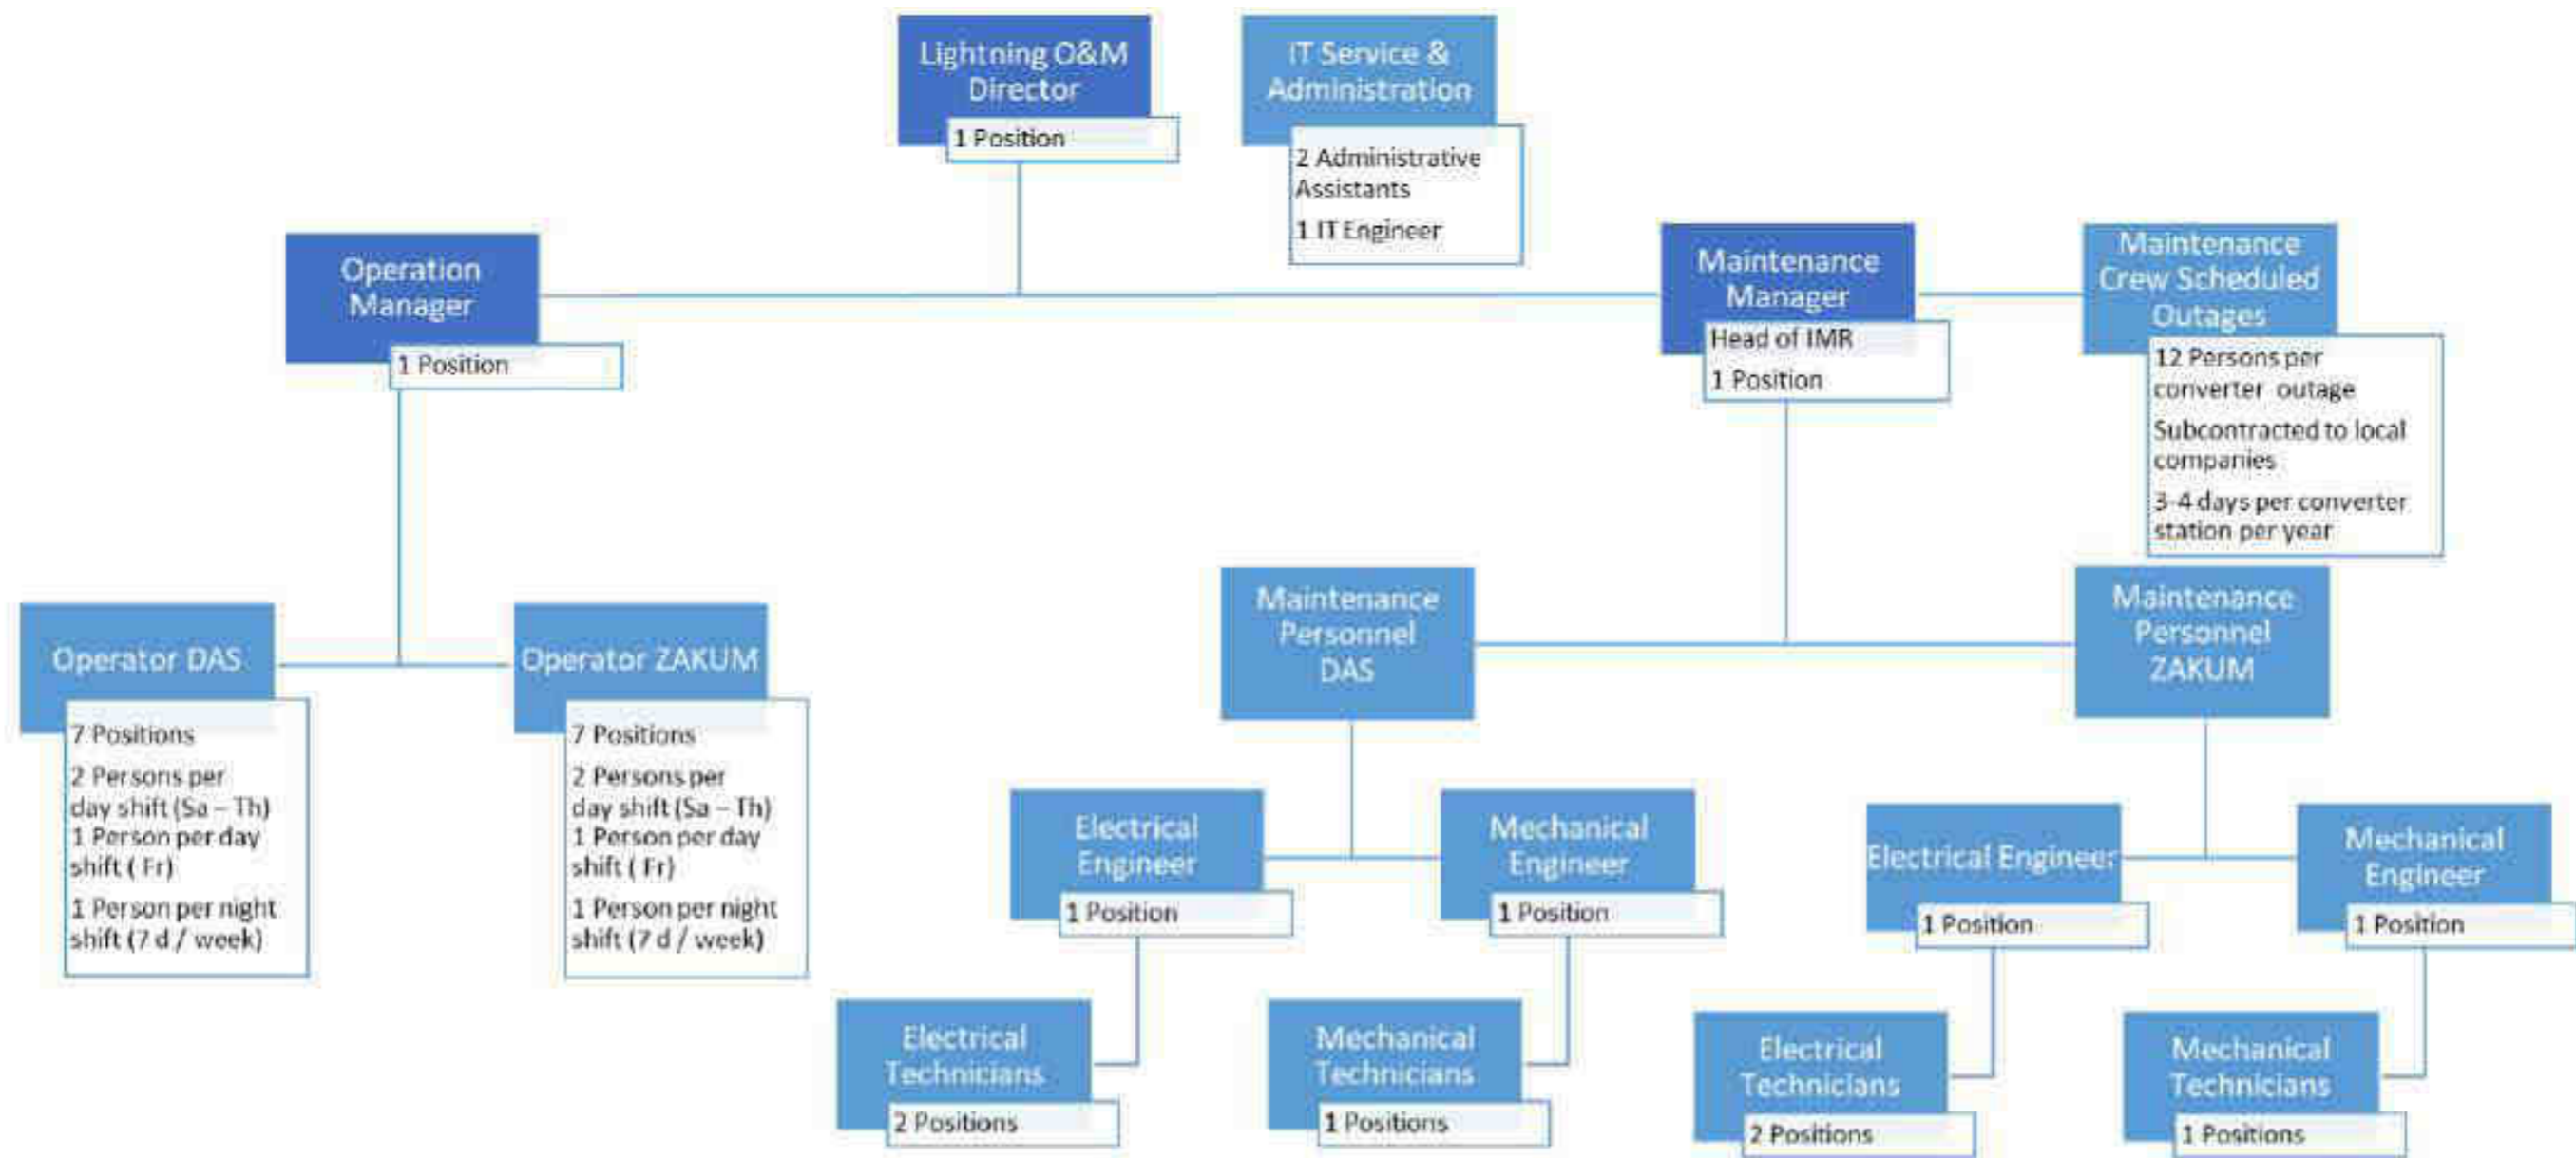 Lightning O&M
Director
1 Position
IT Service &
Administration
2 Administrative
Assistants
1 IT Engineer
Operation
Manager
1 Position
Maintenance
Manager
Head of IMR
1 Position
Maintenance
Crew Scheduled
Outages
12 Persons per
converter outage
Subcontracted to local
companies
3-4 days per converter
station per year
Operator DAS
7 Positions
2 Persons per
day shift (Sa – Th)
1 Person per day
shift ( Fr)
1 Person per night
shift (7 d / week)
Operator ZAKUM
7 Positions
2 Persons per
day shift (Sa – Th)
1 Person per day
shift ( Fr)
1 Person per night
shift (7 d / week)
Maintenance
Personnel
DAS
Maintenance
Personnel
ZAKUM
Electrical
Engineer
1 Position
Mechanical
Engineer
1 Position
Electrical Engineer
1 Position
Mechanical
Engineer
1 Position
Electrical
Technicians
2 Positions
Mechanical
Technicians
1 Positions
Electrical
Technicians
2 Positions
Mechanical
Technicians
1 Positions